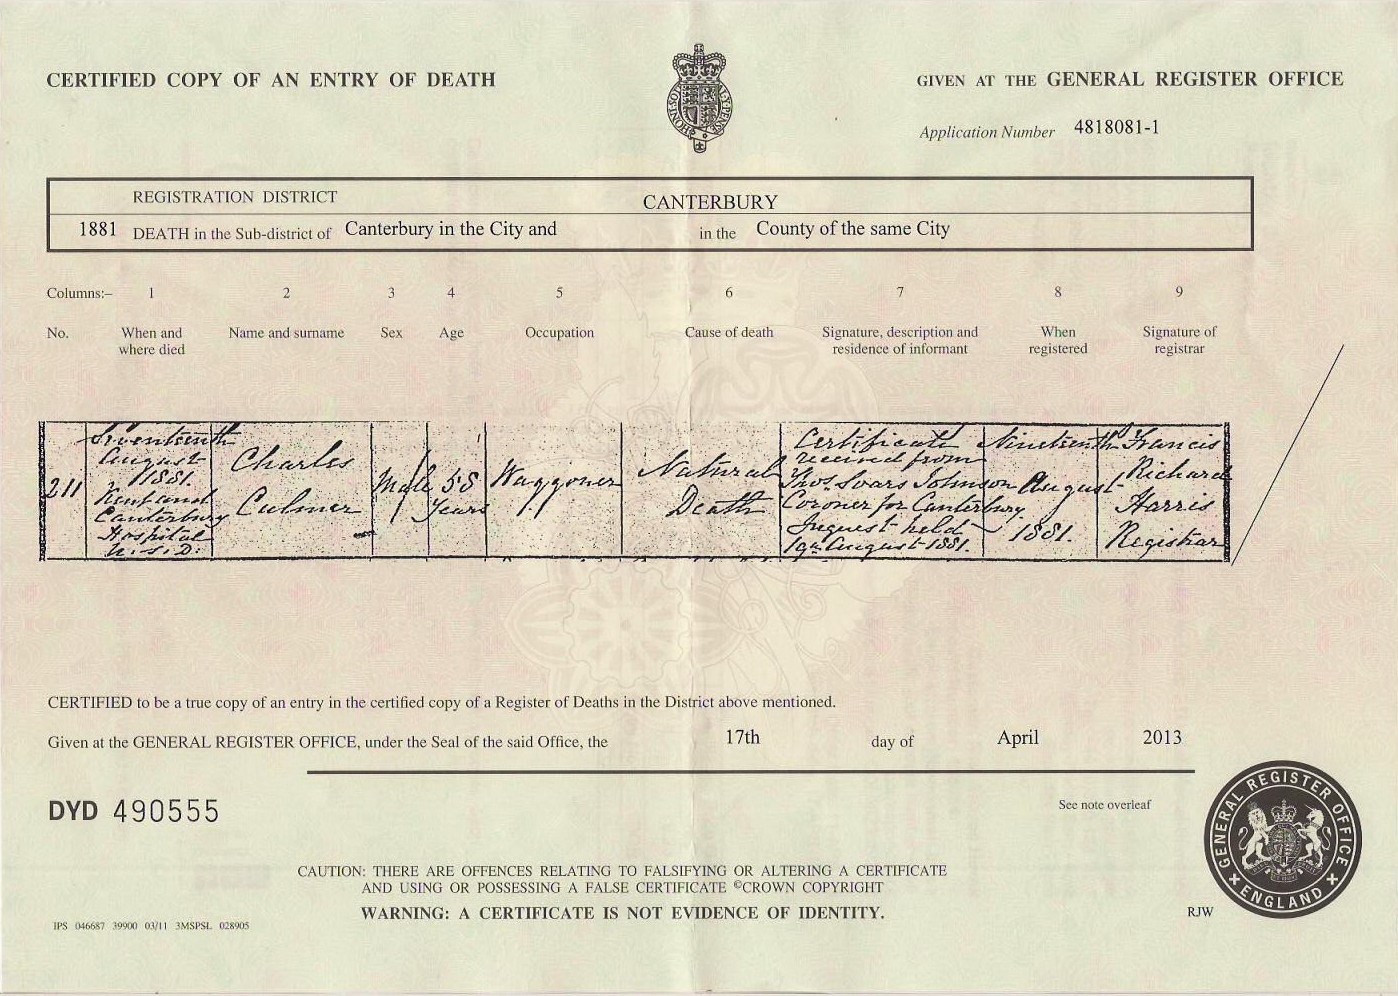 CERTIFIED COPY OF AN ENTRY OF DEATH
GIVEN AT THE GENERAL REGISTER OFFICE
HONI SOIT QUI MAL Y PENSE
Application Number 4818081-1
REGISTRATION DISTRICT CANTERBURY
1881 DEATH in the Sub-district of Canterbury in the City and in the County of the same City
Columns:– 1 2 3 4 5 6 7 8 9
No. When and where died Name and surname Sex Age Occupation Cause of death Signature, description and residence of informant When registered Signature of registrar
211
Seventeenth
August
1881.
Kent and
Canterbury
Hospital
U.S.D:
Charles
Culmer
Male
58
Years
Waggoner
Natural
Death
Certificate
received from
Thos. Soars Johnson
Coroner for Canterbury.
Inquest held
19th August 1881.
Nineteenth
August
1881.
Francis
Richard
Harris
Registrar
CERTIFIED to be a true copy of an entry in the certified copy of a Register of Deaths in the District above mentioned.
Given at the GENERAL REGISTER OFFICE, under the Seal of the said Office, the 17th day of April 2013
DYD 490555
See note overleaf
GENERAL REGISTER OFFICE
ENGLAND
CAUTION: THERE ARE OFFENCES RELATING TO FALSIFYING OR ALTERING A CERTIFICATE
AND USING OR POSSESSING A FALSE CERTIFICATE ©CROWN COPYRIGHT
WARNING: A CERTIFICATE IS NOT EVIDENCE OF IDENTITY.
IPS 046687 39900 03/11 3MSPSL 028905
RJW